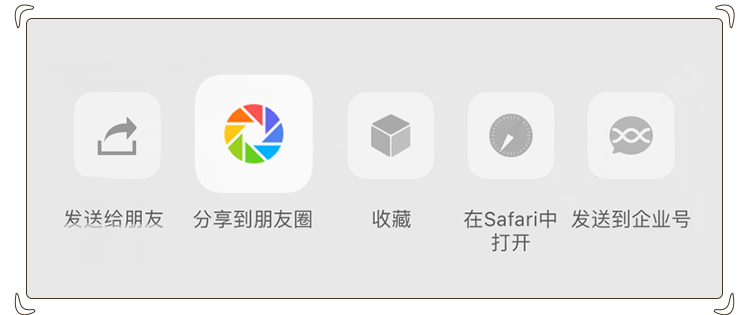 发送给朋友
分享到朋友圈
收藏
在Safari中
打开
发送到企业号